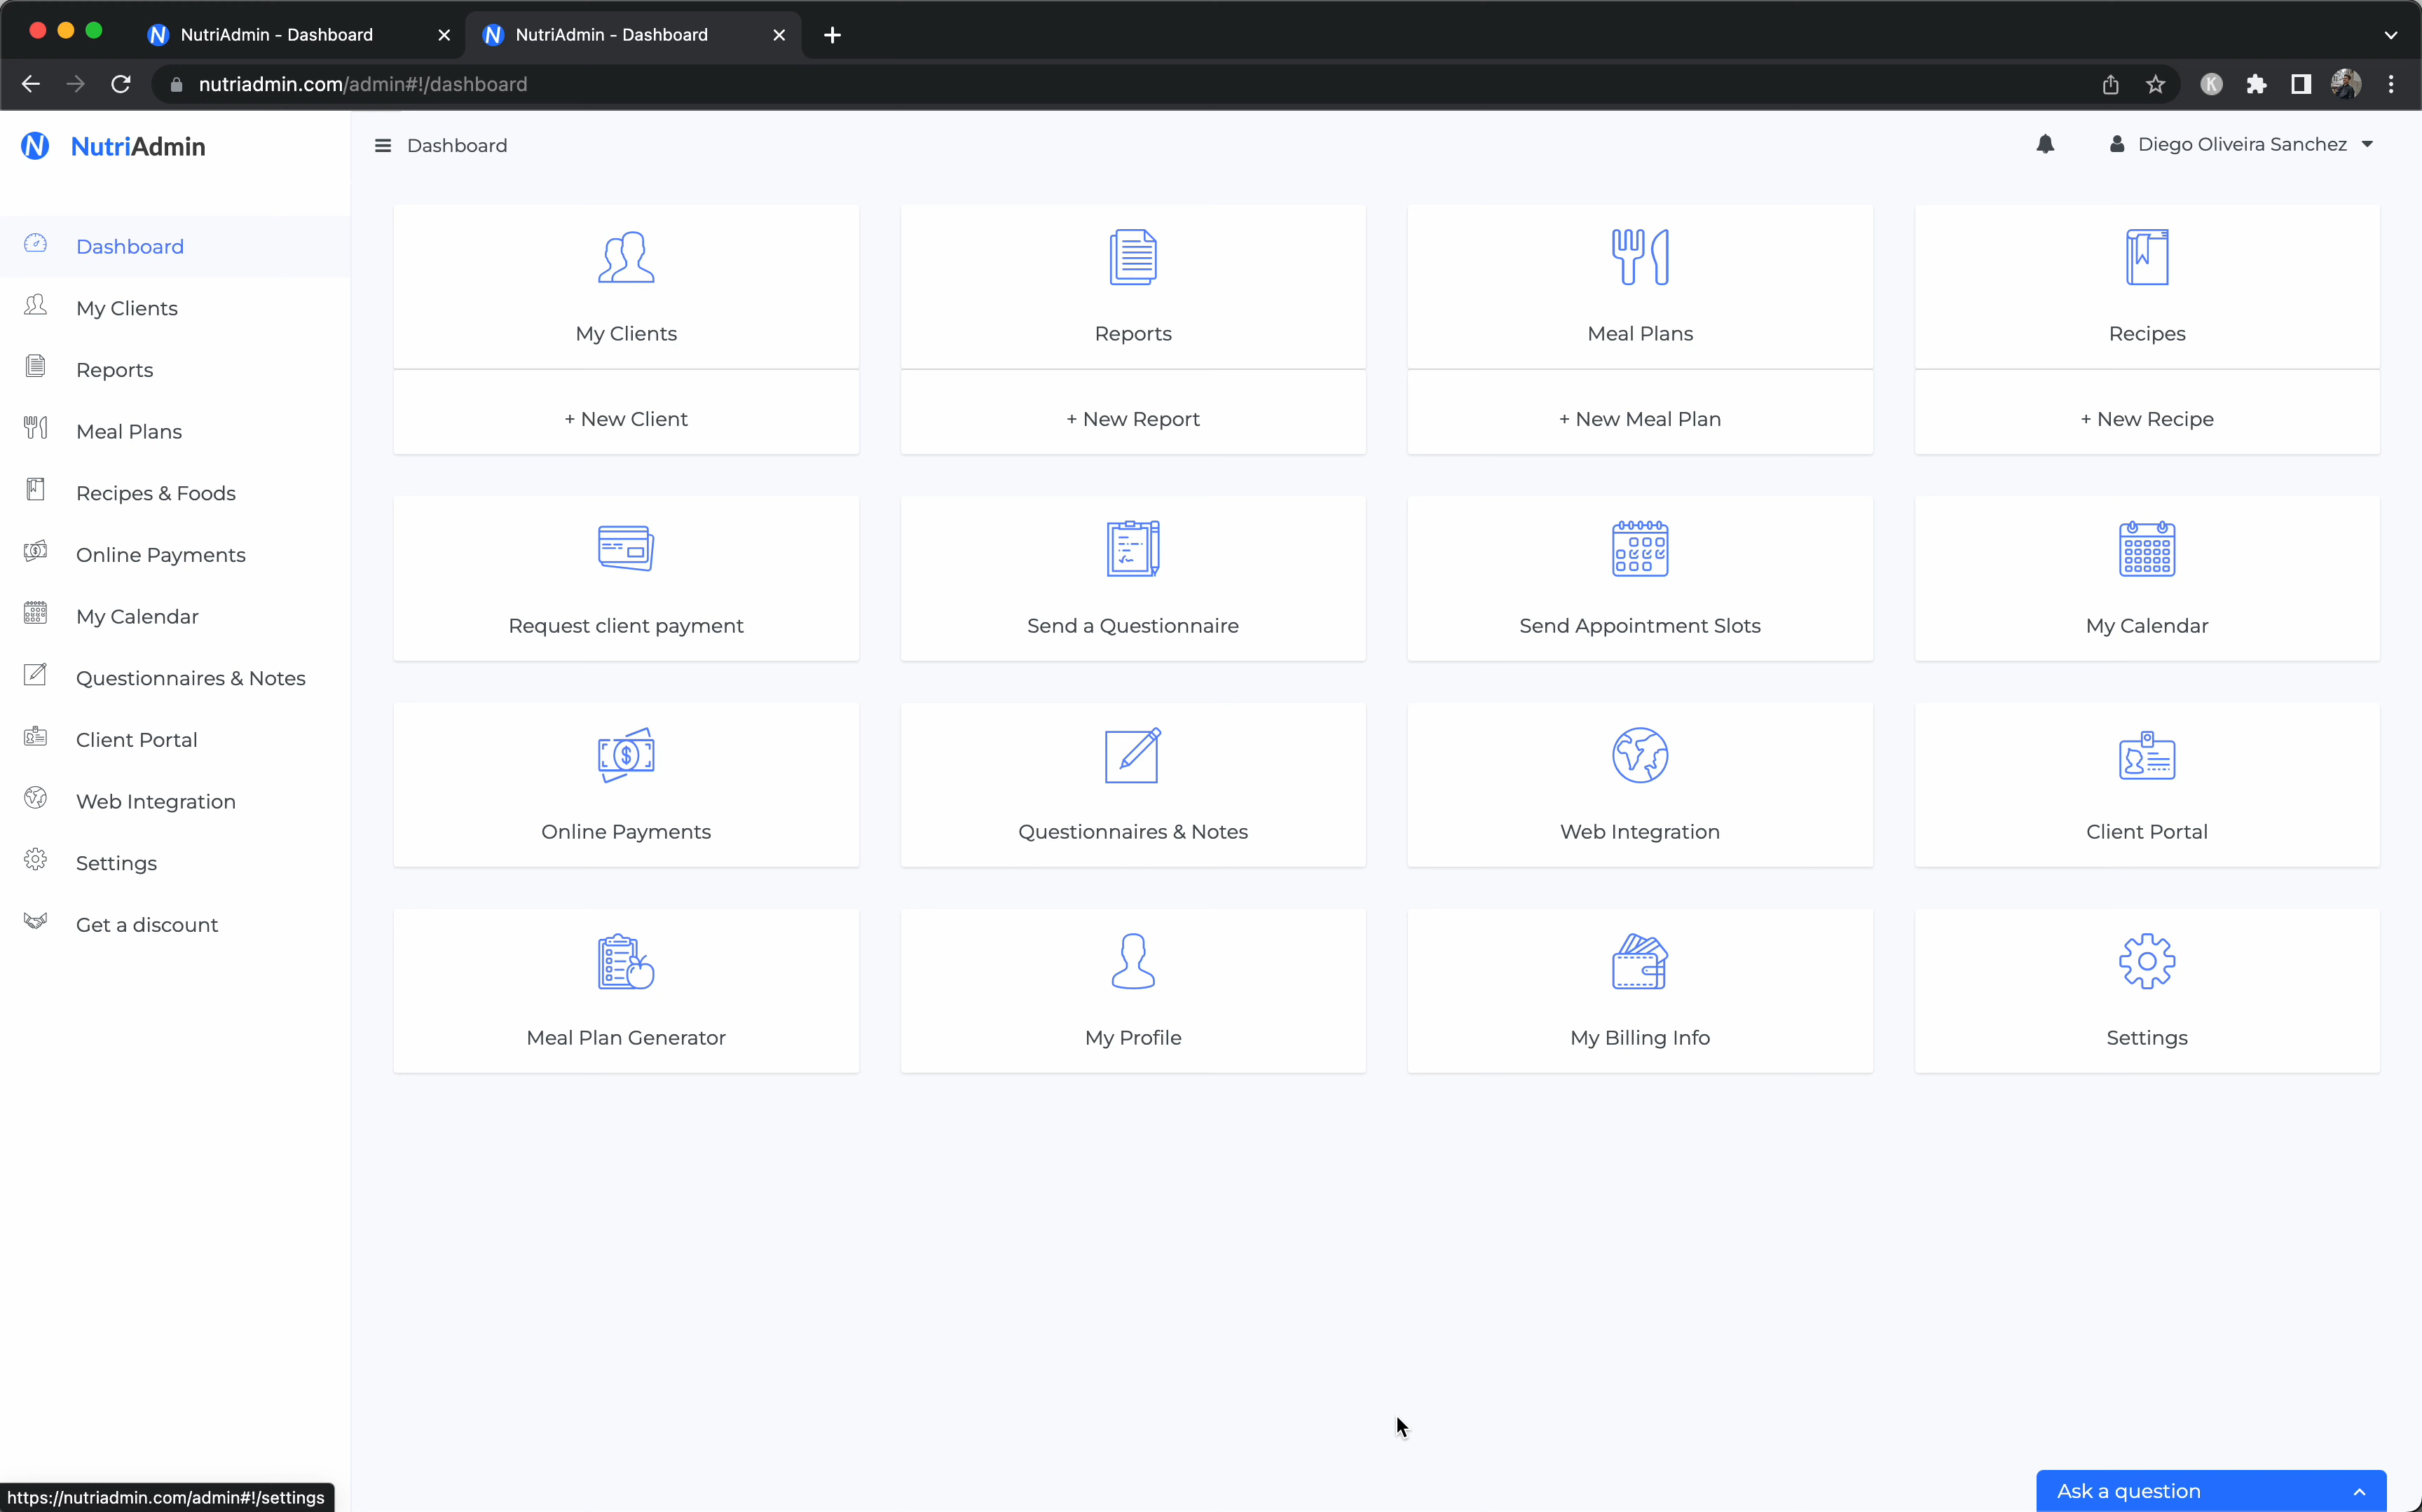 NutriAdmin - Dashboard
NutriAdmin - Dashboard
nutriadmin.com/admin#!/dashboard
K
N NutriAdmin
Dashboard
Diego Oliveira Sanchez
Dashboard
My Clients
Reports
Meal Plans
Recipes & Foods
Online Payments
My Calendar
Questionnaires & Notes
Client Portal
Web Integration
Settings
Get a discount
My Clients
Reports
Meal Plans
Recipes
+ New Client
+ New Report
+ New Meal Plan
+ New Recipe
Request client payment
Send a Questionnaire
Send Appointment Slots
My Calendar
Online Payments
Questionnaires & Notes
Web Integration
Client Portal
Meal Plan Generator
My Profile
My Billing Info
Settings
https://nutriadmin.com/admin#!/settings
Ask a question